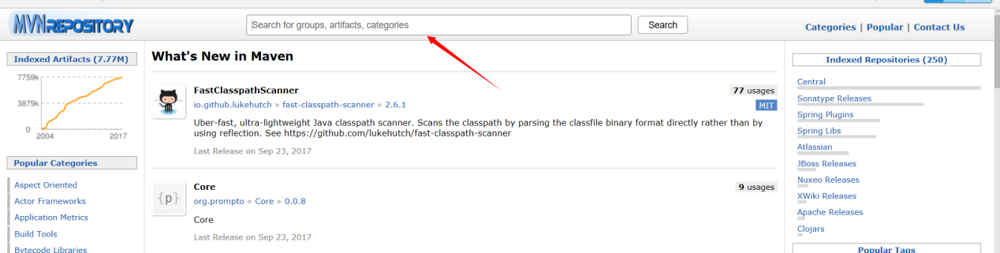 MVNREPOSITORY
Search for groups, artifacts, categories
Search
Categories | Popular | Contact Us
Indexed Artifacts (7.77M)
7759k
3879k
0
2004
2017
Popular Categories
Aspect Oriented
Actor Frameworks
Application Metrics
Build Tools
Bytecode Libraries
What's New in Maven
FastClasspathScanner
77 usages
io.github.lukehutch » fast-classpath-scanner » 2.6.1
MIT
Uber-fast, ultra-lightweight Java classpath scanner. Scans the classpath by parsing the classfile binary format directly rather than by
using reflection. See https://github.com/lukehutch/fast-classpath-scanner
Last Release on Sep 23, 2017
{p}
Core
9 usages
org.prompto » Core » 0.0.8
Core
Last Release on Sep 23, 2017
Indexed Repositories (250)
Central
Sonatype Releases
Spring Plugins
Spring Libs
Atlassian
JBoss Releases
Nuxeo Releases
XWiki Releases
Apache Releases
Clojars
Popular Tags